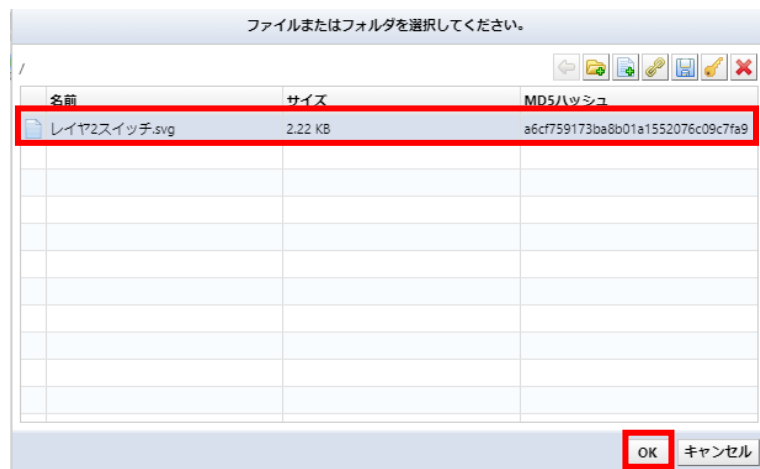 ファイルまたはフォルダを選択してください。
/
名前 サイズ MD5ハッシュ
レイヤ2スイッチ.svg 2.22 KB a6cf759173ba8b01a1552076c09c7fa9
OK キャンセル